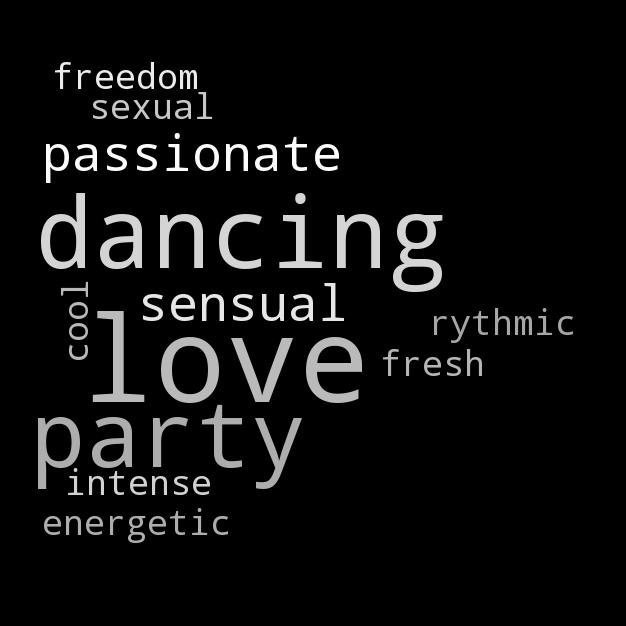 freedom
sexual
passionate
dancing
cool
sensual
rythmic
love
fresh
party
intense
energetic